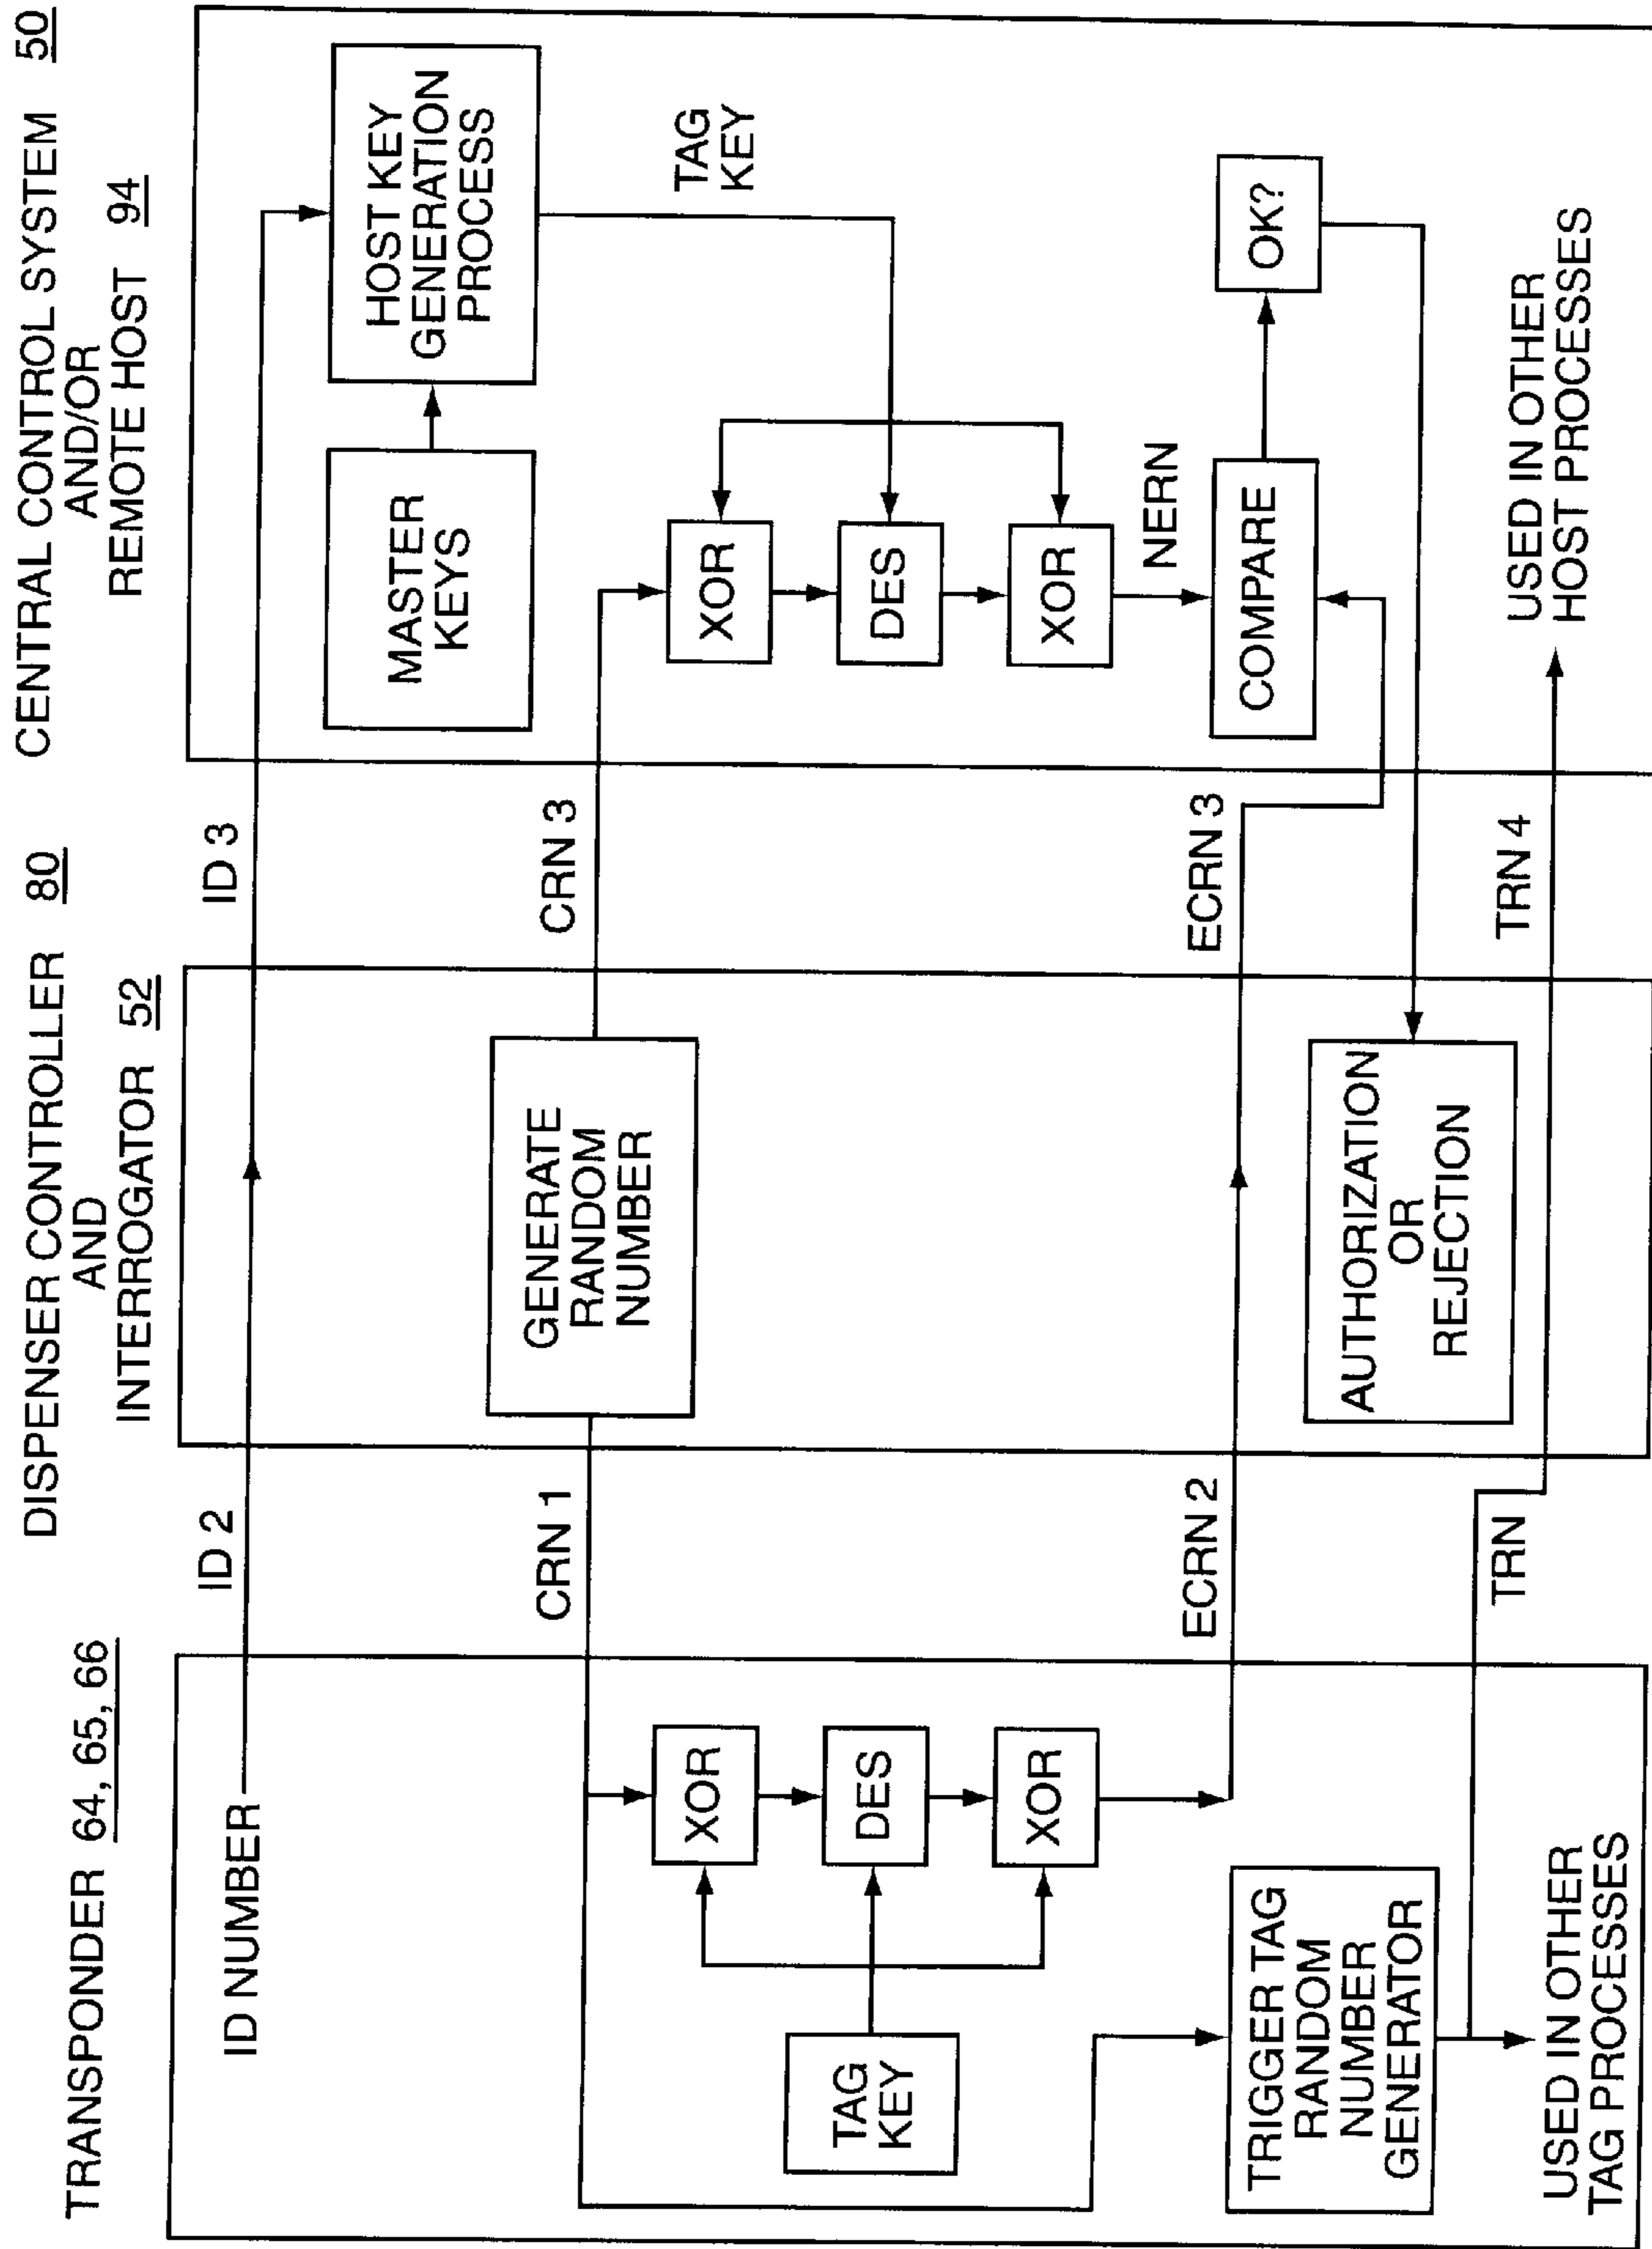 TRANSPONDER 64, 65, 66
DISPENSER CONTROLLER 80
AND
INTERROGATOR 52
CENTRAL CONTROL SYSTEM 50
AND/OR
REMOTE HOST 94
ID NUMBER
ID 2
ID 3
MASTER
KEYS
HOST KEY
GENERATION
PROCESS
CRN 1
GENERATE
RANDOM
NUMBER
CRN 3
TAG
KEY
TAG
KEY
XOR
DES
XOR
XOR
DES
XOR
NERN
ECRN 2
ECRN 3
COMPARE
OK?
TRIGGER TAG
RANDOM
NUMBER
GENERATOR
AUTHORIZATION
OR
REJECTION
TRN
TRN 4
USED IN OTHER
TAG PROCESSES
USED IN OTHER
HOST PROCESSES